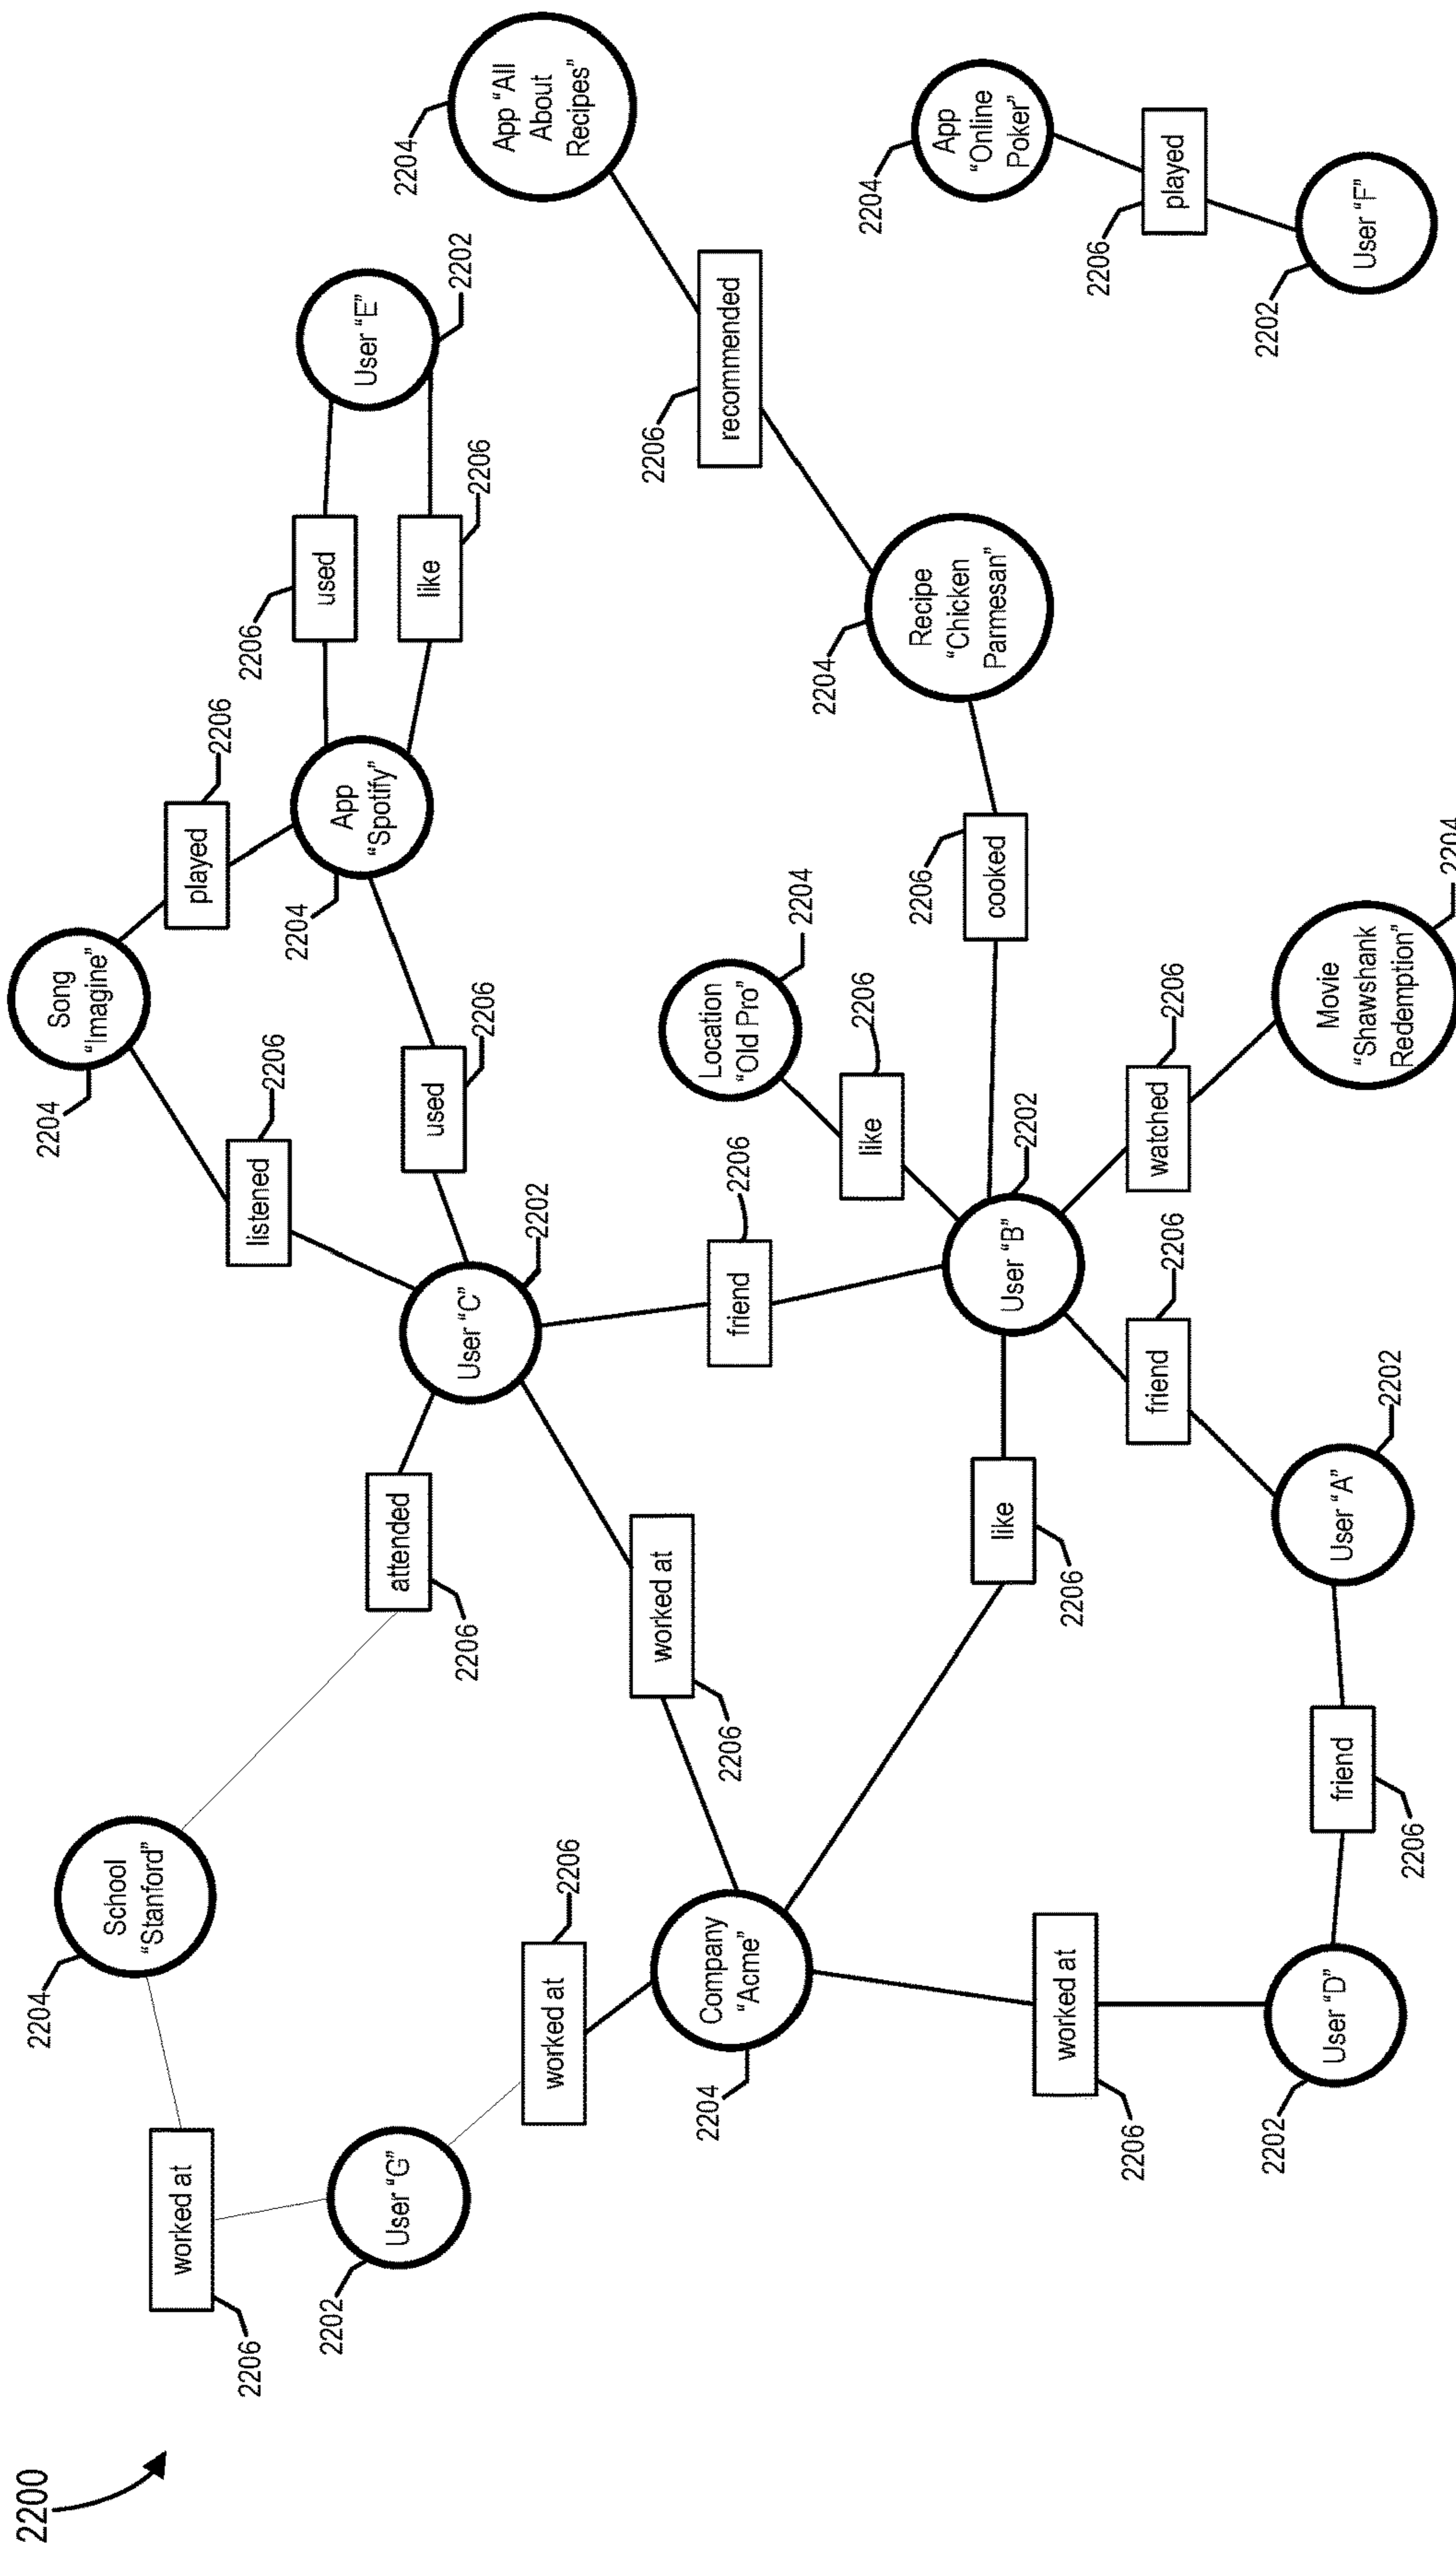 2200
2204
School
“Stanford”
2204
Song
“Imagine”
worked at
2206
played
2206
2206
listened
2206
2202
User “G”
2204
App
“Spotify”
2206
used
User “E”
2202
attended
2206
User “C”
2202
used
2206
like
2206
2204
App “All
About
Recipes”
worked at
2206
worked at
2206
2206
recommended
Company
“Acme”
2204
friend
2206
Location
“Old Pro”
2204
like
2206
2204
Recipe
“Chicken
Parmesan”
2206
cooked
2204
App
“Online
Poker”
like
2206
User “B”
2202
worked at
2206
friend
2206
watched
2206
2206
played
2202
User “D”
friend
2206
User “A”
2202
Movie
“Shawshank
Redemption”
2204
2202
User “F”